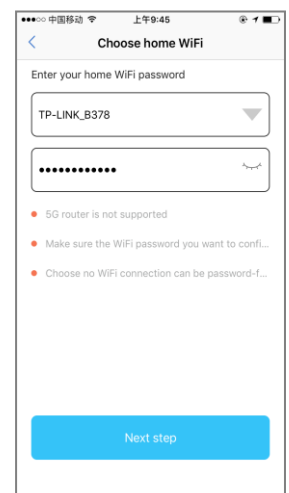 中国移动 上午9:45
Choose home WiFi
Enter your home WiFi password
TP-LINK_B378
••••••••••••
5G router is not supported
Make sure the WiFi password you want to confi...
Choose no WiFi connection can be password-f...
Next step